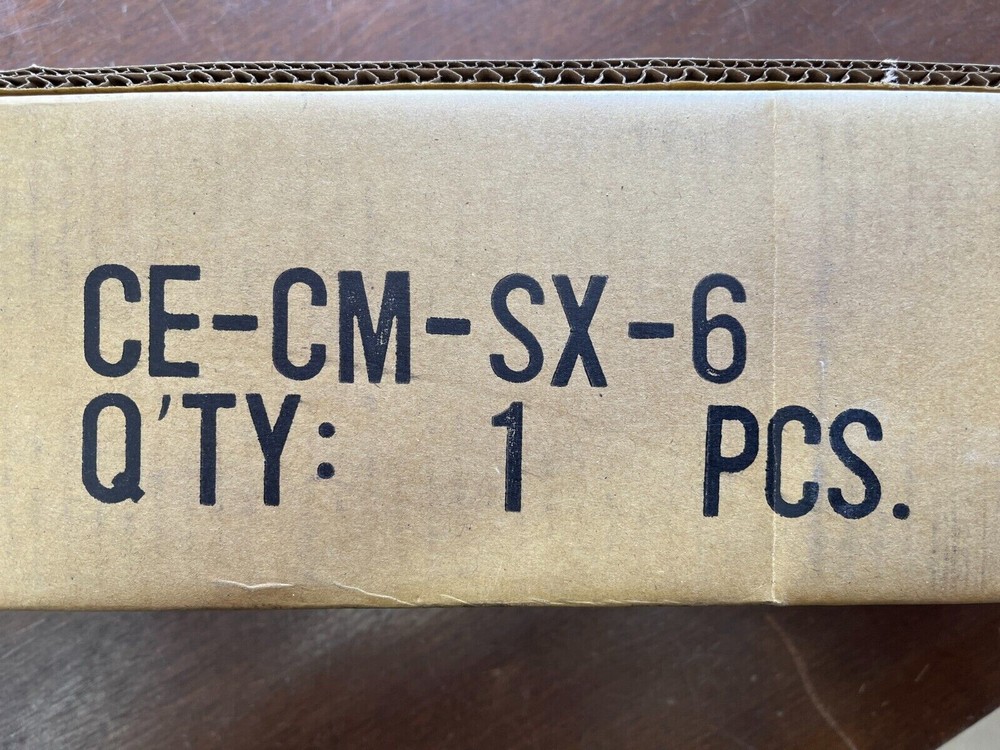 CE-CM-SX-6
Q'TY: 1 PCS.